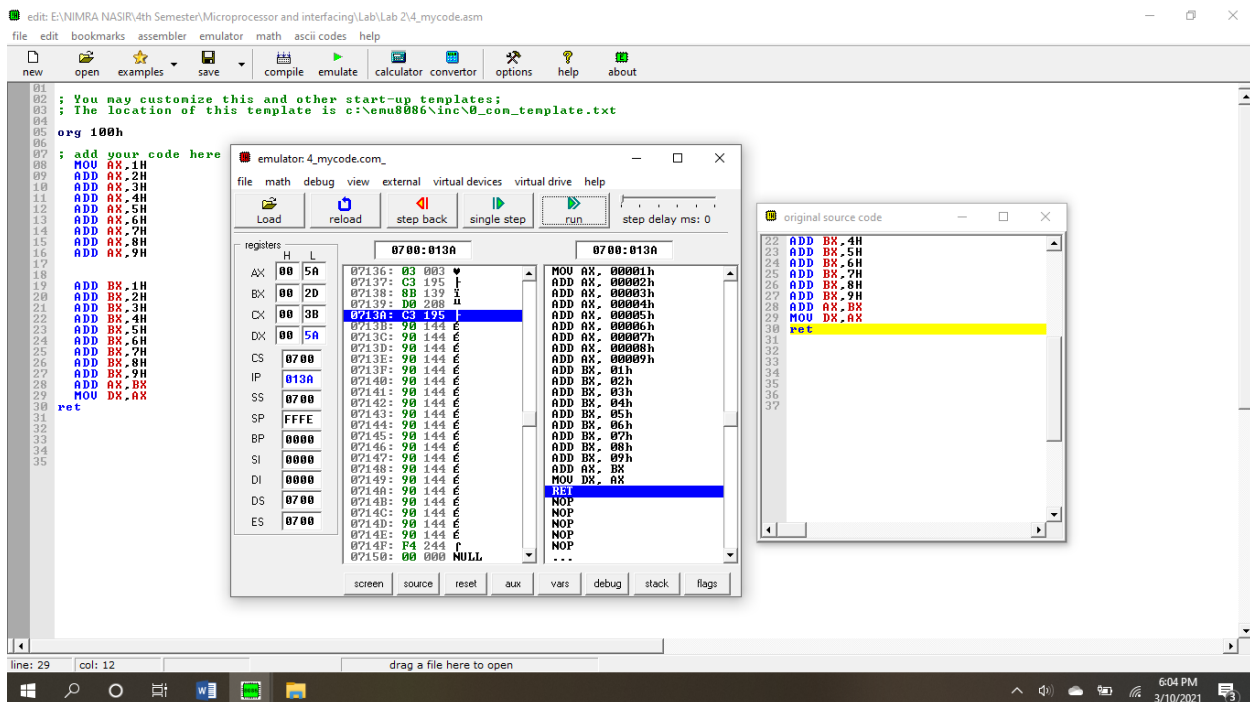 edit: E:\NIMRA NASIR\4th Semester\Microprocessor and interfacing\Lab\Lab 2\4_mycode.asm
file edit bookmarks assembler emulator math ascii codes help
new open examples save compile emulate calculator convertor options help about
01
02 ; You may customize this and other start-up templates;
03 ; The location of this template is c:\emu8086\inc\0_com_template.txt
04
05 org 100h
06
07 ; add your code here
08 MOV AX,1H
09 ADD AX,2H
10 ADD AX,3H
11 ADD AX,4H
12 ADD AX,5H
13 ADD AX,6H
14 ADD AX,7H
15 ADD AX,8H
16 ADD AX,9H
17
18
19 ADD BX,1H
20 ADD BX,2H
21 ADD BX,3H
22 ADD BX,4H
23 ADD BX,5H
24 ADD BX,6H
25 ADD BX,7H
26 ADD BX,8H
27 ADD BX,9H
28 ADD AX,BX
29 MOV DX,AX
30 ret
31
32
33
34
35
emulator: 4_mycode.com_
file math debug view external virtual devices virtual drive help
Load reload step back single step run step delay ms: 0
registers
H L
AX 00 5A
BX 00 2D
CX 00 3B
DX 00 5A
CS 0700
IP 013A
SS 0700
SP FFFE
BP 0000
SI 0000
DI 0000
DS 0700
ES 0700
0700:013A
07136: 03 003 ♥
07137: C3 195 ├
07138: 8B 139 ï
07139: D0 208 ╨
0713A: C3 195 ├
0713B: 90 144 É
0713C: 90 144 É
0713D: 90 144 É
0713E: 90 144 É
0713F: 90 144 É
07140: 90 144 É
07141: 90 144 É
07142: 90 144 É
07143: 90 144 É
07144: 90 144 É
07145: 90 144 É
07146: 90 144 É
07147: 90 144 É
07148: 90 144 É
07149: 90 144 É
0714A: 90 144 É
0714B: 90 144 É
0714C: 90 144 É
0714D: 90 144 É
0714E: 90 144 É
0714F: F4 244 ⌠
07150: 00 000 NULL
0700:013A
MOV AX, 00001h
ADD AX, 00002h
ADD AX, 00003h
ADD AX, 00004h
ADD AX, 00005h
ADD AX, 00006h
ADD AX, 00007h
ADD AX, 00008h
ADD AX, 00009h
ADD BX, 01h
ADD BX, 02h
ADD BX, 03h
ADD BX, 04h
ADD BX, 05h
ADD BX, 06h
ADD BX, 07h
ADD BX, 08h
ADD BX, 09h
ADD AX, BX
MOV DX, AX
RET
NOP
NOP
NOP
NOP
NOP
...
screen source reset aux vars debug stack flags
original source code
22 ADD BX,4H
23 ADD BX,5H
24 ADD BX,6H
25 ADD BX,7H
26 ADD BX,8H
27 ADD BX,9H
28 ADD AX,BX
29 MOV DX,AX
30 ret
31
32
33
34
35
36
37
line: 29 col: 12 drag a file here to open
6:04 PM
3/10/2021
3